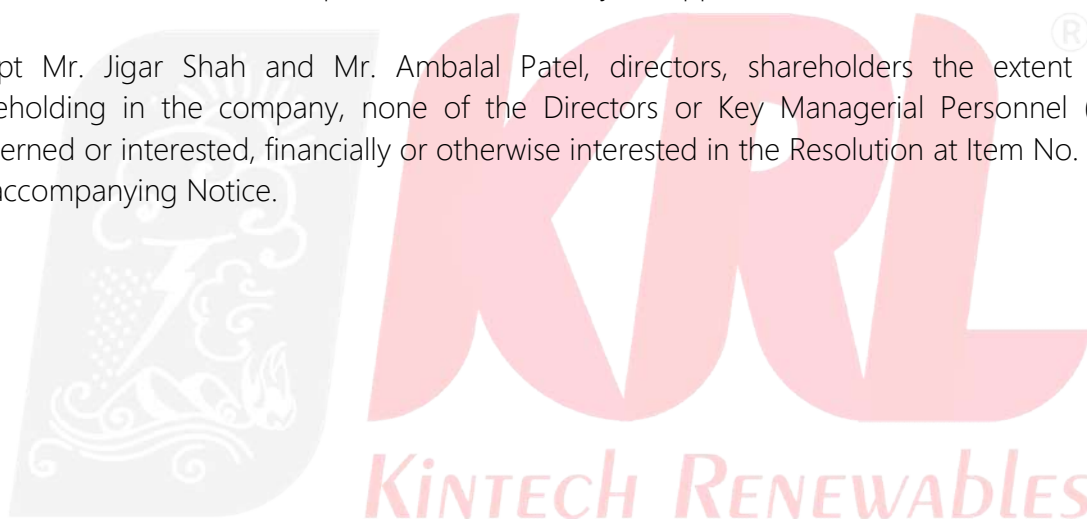 pt Mr. Jigar Shah and Mr. Ambalal Patel, directors, shareholders the extent
eholding in the company, none of the Directors or Key Managerial Personnel (
erned or interested, financially or otherwise interested in the Resolution at Item No.
accompanying Notice.
KRL ®
KINTECH RENEWABLES